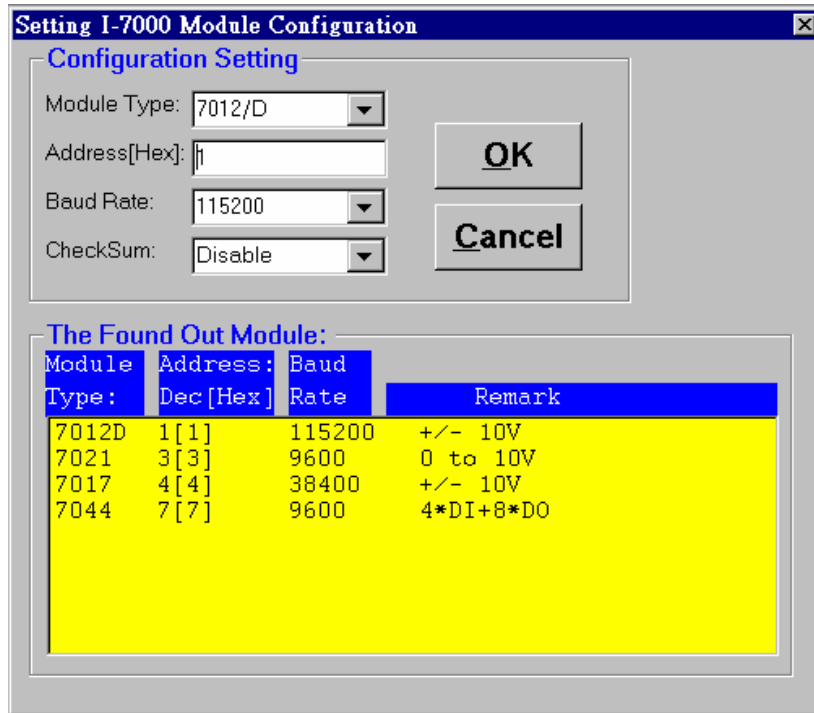 Setting I-7000 Module Configuration
Configuration Setting
Module Type: 7012/D
Address[Hex]: 1
Baud Rate: 115200
CheckSum: Disable
OK
Cancel
The Found Out Module:
Module Address: Baud
Type: Dec[Hex] Rate Remark
7012D 1[1] 115200 +/- 10V
7021 3[3] 9600 0 to 10V
7017 4[4] 38400 +/- 10V
7044 7[7] 9600 4*DI+8*DO